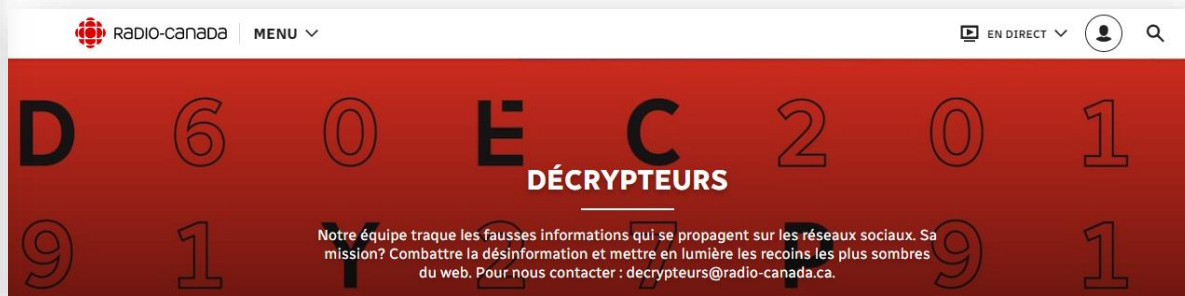 RADIO-CANADA MENU EN DIRECT
D 6 0 E C 2 0 1
DÉCRYPTEURS
9 1 Y 2 7 P 9 1
Notre équipe traque les fausses informations qui se propagent sur les réseaux sociaux. Sa
mission? Combattre la désinformation et mettre en lumière les recoins les plus sombres
du web. Pour nous contacter : decrypteurs@radio-canada.ca.